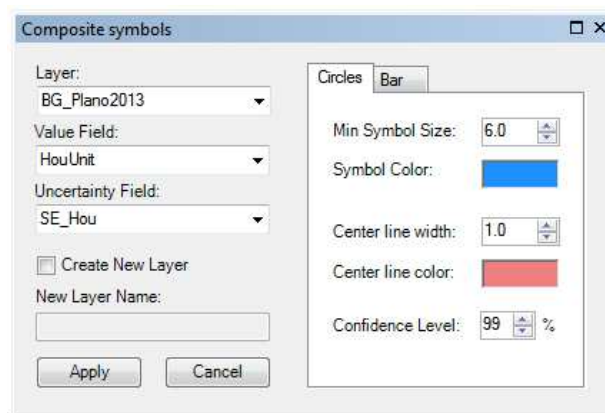 Composite symbols
Layer:
BG_Plano2013
Value Field:
HouUnit
Uncertainty Field:
SE_Hou
Create New Layer
New Layer Name:
Apply Cancel
Circles Bar
Min Symbol Size: 6.0
Symbol Color:
Center line width: 1.0
Center line color:
Confidence Level: 99 %